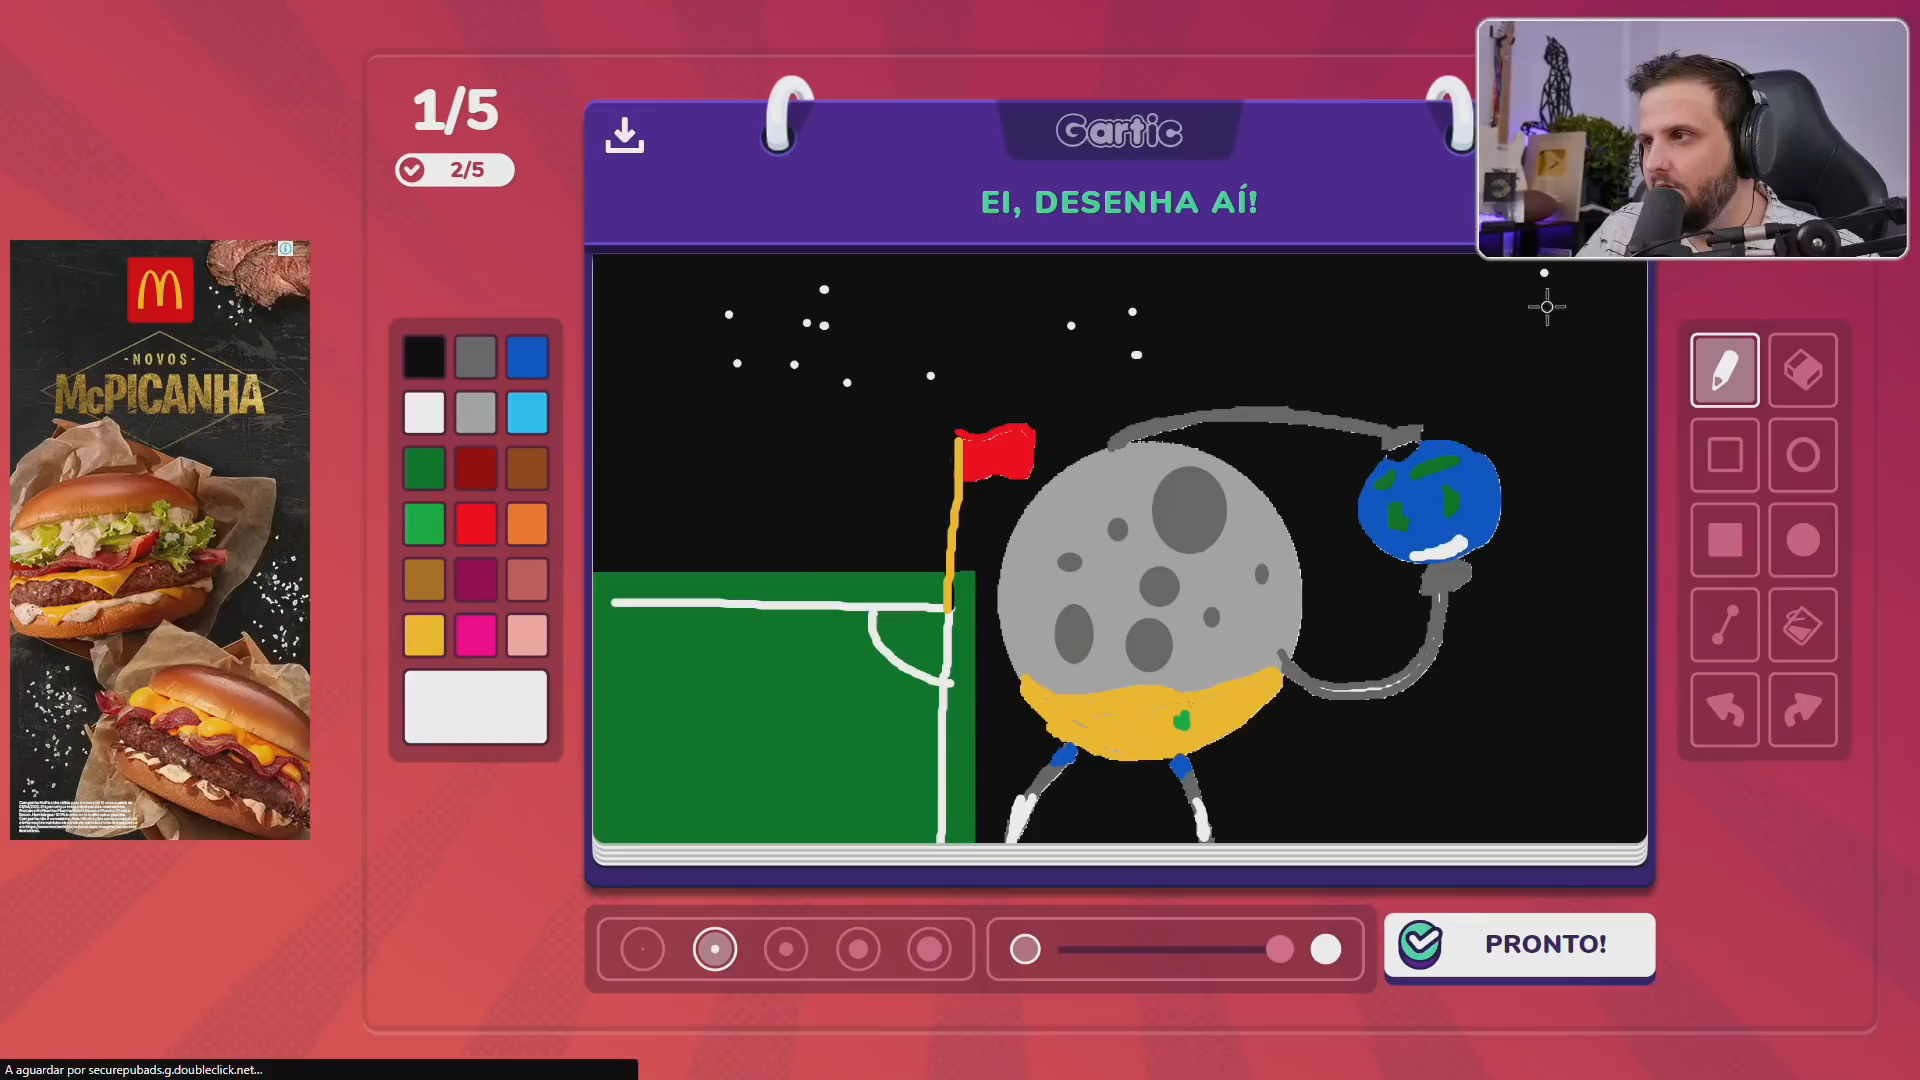 1/5
2/5
Gartic
EI, DESENHA AÍ!
-NOVOS-
McPICANHA
PRONTO!
A aguardar por securepubads.g.doubleclick.net...